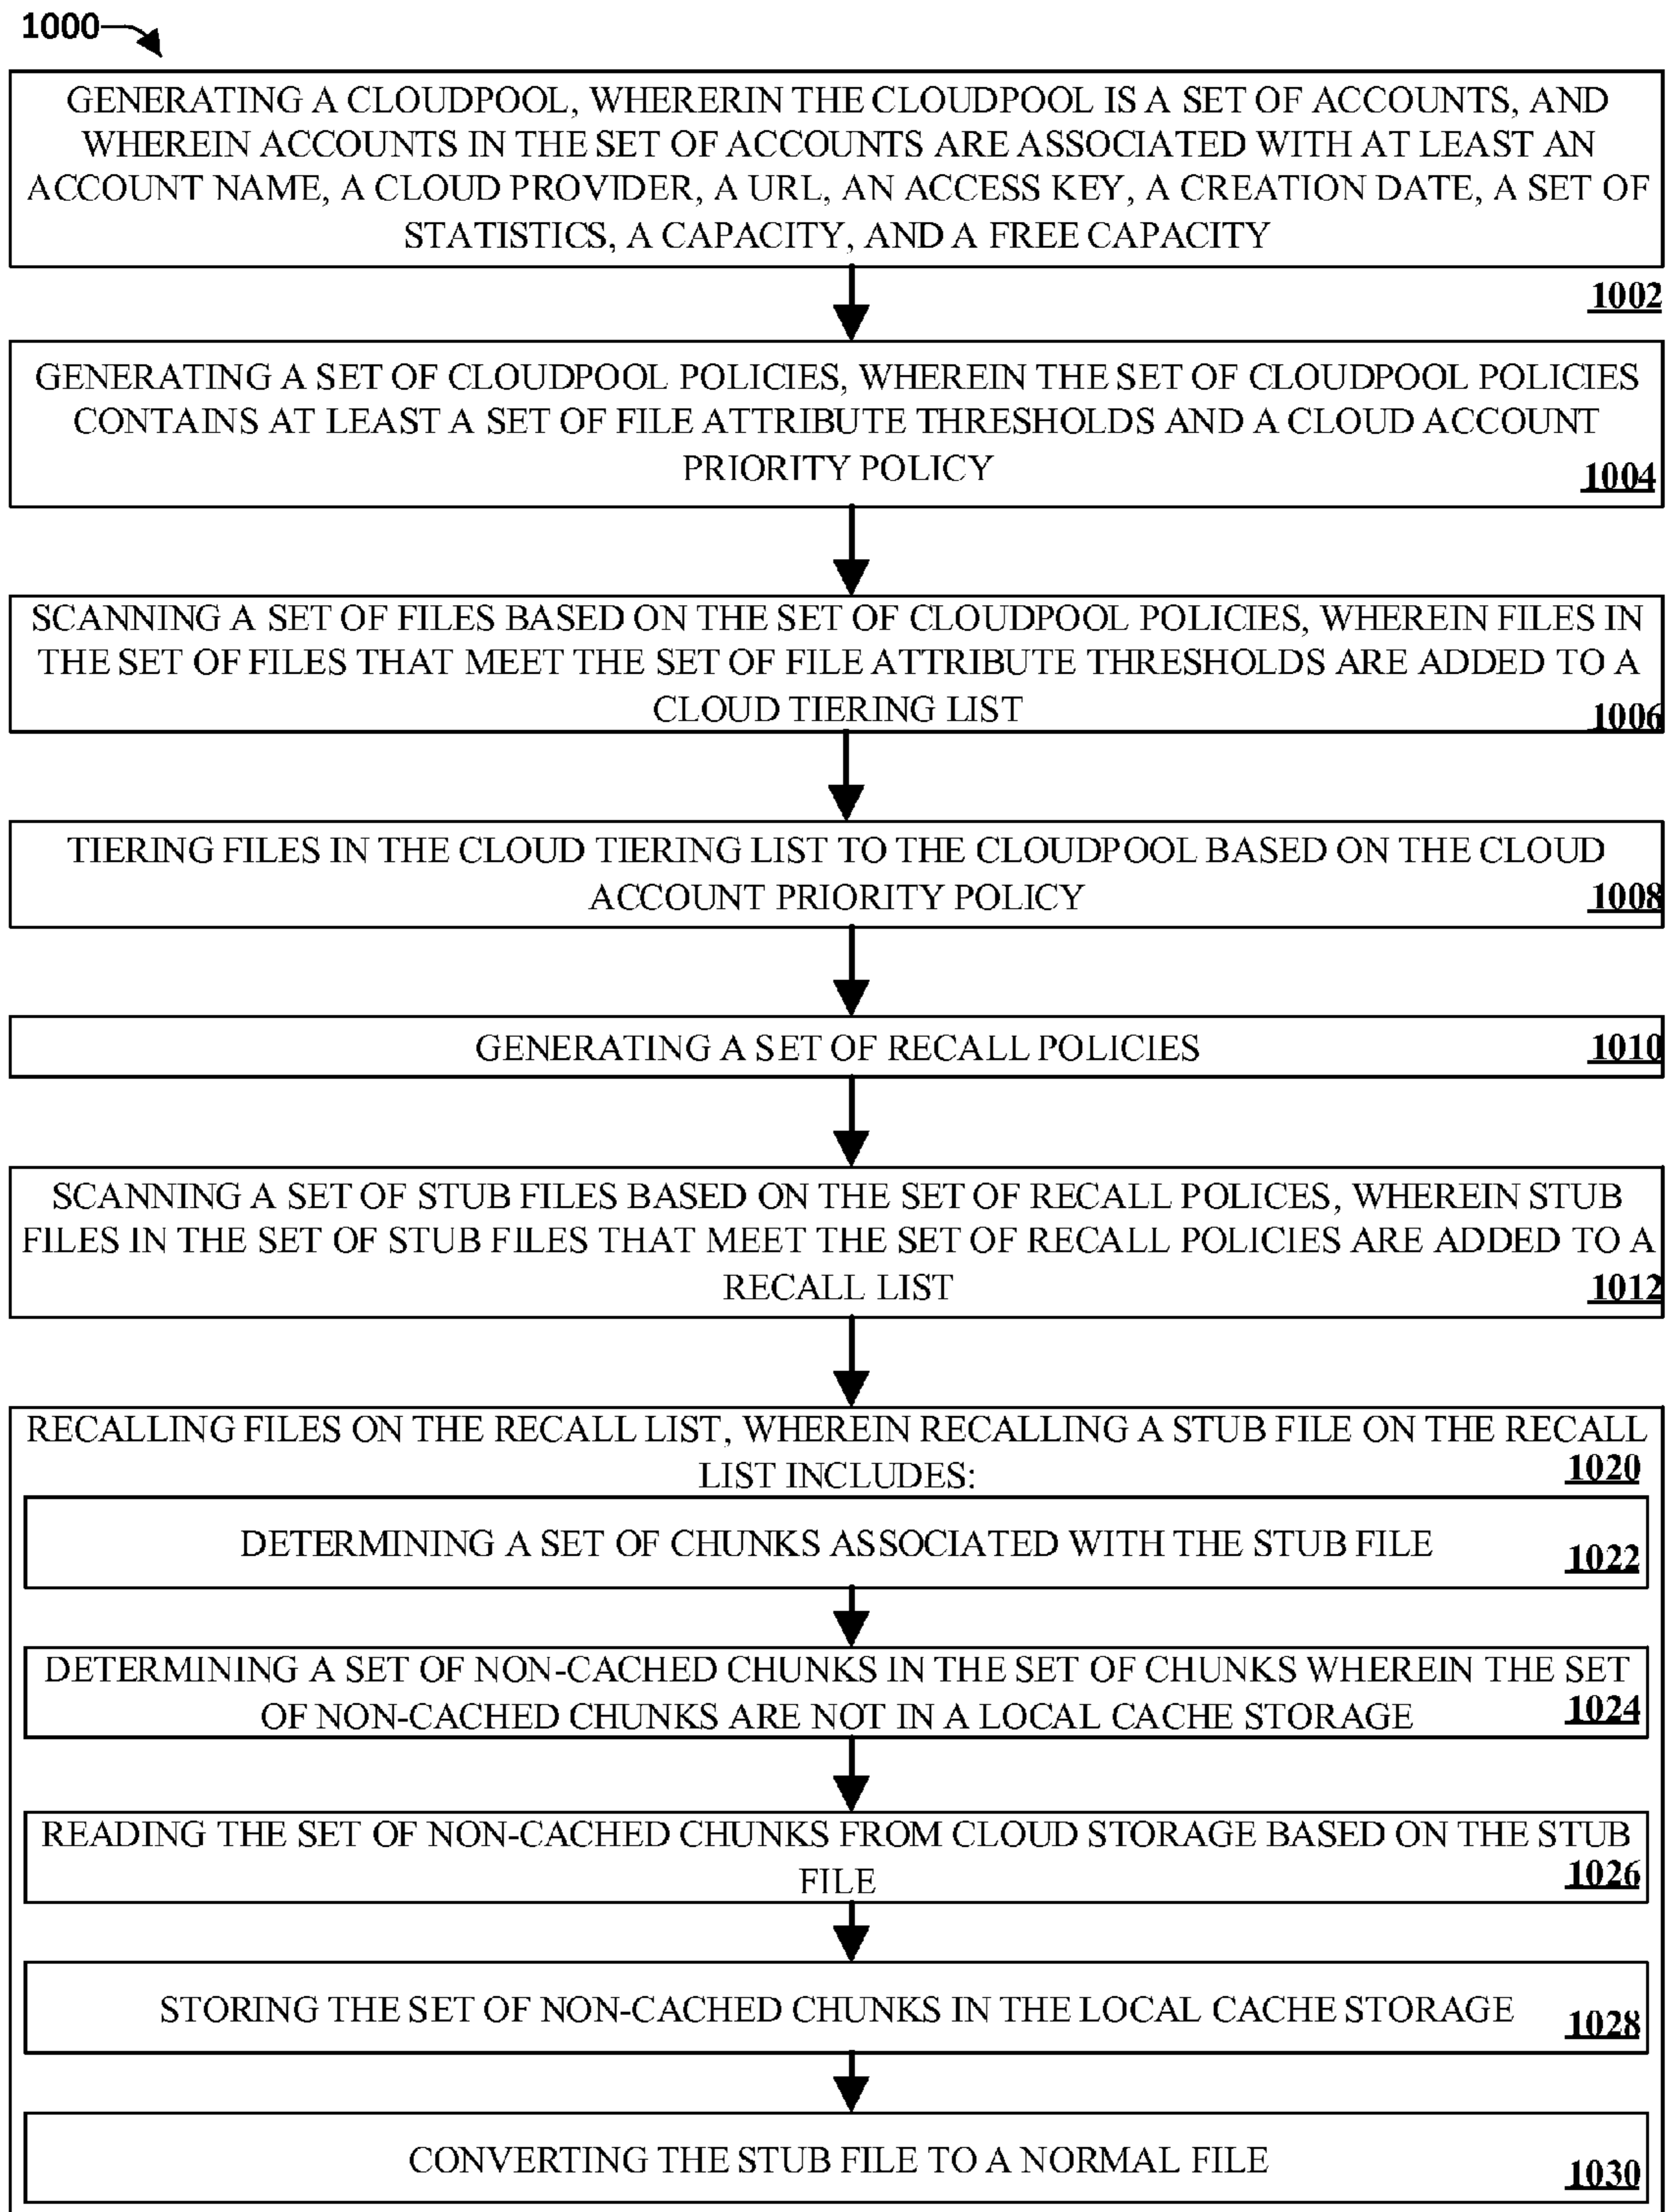 1000
GENERATING A CLOUDPOOL, WHERERIN THE CLOUDPOOL IS A SET OF ACCOUNTS, AND
WHEREIN ACCOUNTS IN THE SET OF ACCOUNTS ARE ASSOCIATED WITH AT LEAST AN
ACCOUNT NAME, A CLOUD PROVIDER, A URL, AN ACCESS KEY, A CREATION DATE, A SET OF
STATISTICS, A CAPACITY, AND A FREE CAPACITY
1002
GENERATING A SET OF CLOUDPOOL POLICIES, WHEREIN THE SET OF CLOUDPOOL POLICIES
CONTAINS AT LEAST A SET OF FILE ATTRIBUTE THRESHOLDS AND A CLOUD ACCOUNT
PRIORITY POLICY
1004
SCANNING A SET OF FILES BASED ON THE SET OF CLOUDPOOL POLICIES, WHEREIN FILES IN
THE SET OF FILES THAT MEET THE SET OF FILE ATTRIBUTE THRESHOLDS ARE ADDED TO A
CLOUD TIERING LIST
1006
TIERING FILES IN THE CLOUD TIERING LIST TO THE CLOUDPOOL BASED ON THE CLOUD
ACCOUNT PRIORITY POLICY
1008
GENERATING A SET OF RECALL POLICIES
1010
SCANNING A SET OF STUB FILES BASED ON THE SET OF RECALL POLICES, WHEREIN STUB
FILES IN THE SET OF STUB FILES THAT MEET THE SET OF RECALL POLICIES ARE ADDED TO A
RECALL LIST
1012
RECALLING FILES ON THE RECALL LIST, WHEREIN RECALLING A STUB FILE ON THE RECALL
LIST INCLUDES:
1020
DETERMINING A SET OF CHUNKS ASSOCIATED WITH THE STUB FILE
1022
DETERMINING A SET OF NON-CACHED CHUNKS IN THE SET OF CHUNKS WHEREIN THE SET
OF NON-CACHED CHUNKS ARE NOT IN A LOCAL CACHE STORAGE
1024
READING THE SET OF NON-CACHED CHUNKS FROM CLOUD STORAGE BASED ON THE STUB
FILE
1026
STORING THE SET OF NON-CACHED CHUNKS IN THE LOCAL CACHE STORAGE
1028
CONVERTING THE STUB FILE TO A NORMAL FILE
1030